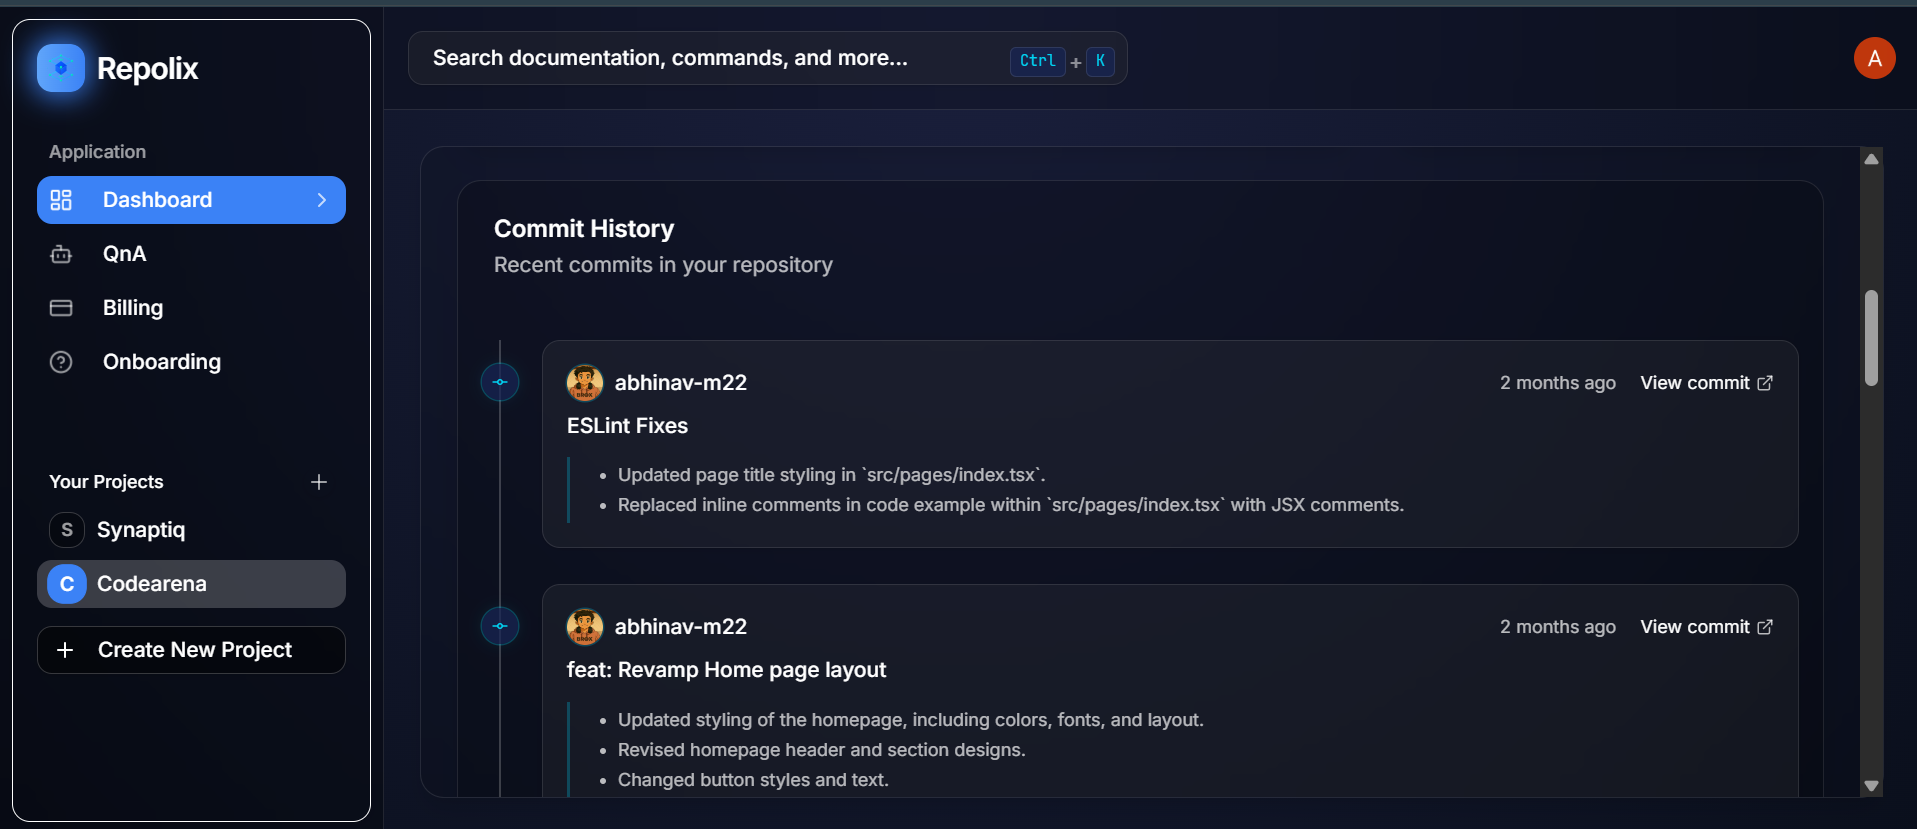 Repolix
Search documentation, commands, and more...
Ctrl + K
A
Application
Dashboard
QnA
Billing
Onboarding
Your Projects
S Synaptiq
C Codearena
Create New Project
Commit History
Recent commits in your repository
abhinav-m22
2 months ago View commit
ESLint Fixes
• Updated page title styling in `src/pages/index.tsx`.
• Replaced inline comments in code example within `src/pages/index.tsx` with JSX comments.
abhinav-m22
2 months ago View commit
feat: Revamp Home page layout
• Updated styling of the homepage, including colors, fonts, and layout.
• Revised homepage header and section designs.
• Changed button styles and text.